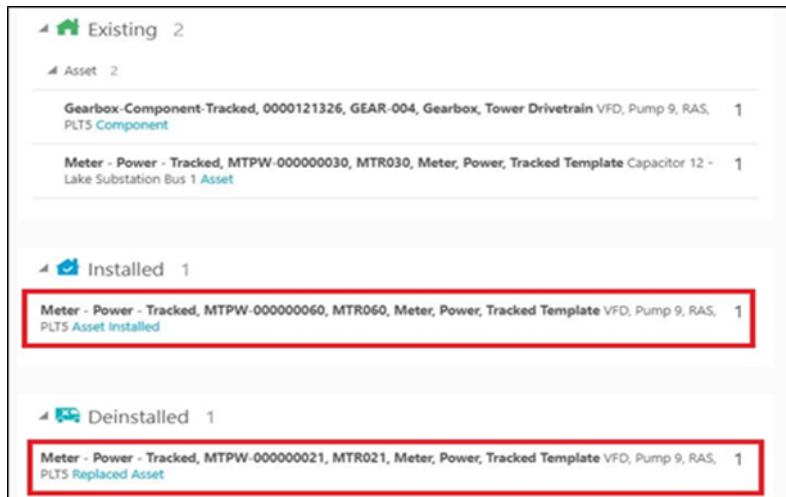 Existing 2
Asset 2
Gearbox-Component-Tracked, 0000121326, GEAR-004, Gearbox, Tower Drivetrain VFD, Pump 9, RAS, 1
PLT5 Component
Meter - Power - Tracked, MTPW-000000030, MTR030, Meter, Power, Tracked Template Capacitor 12 - 1
Lake Substation Bus 1 Asset
Installed 1
Meter - Power - Tracked, MTPW-000000060, MTR060, Meter, Power, Tracked Template VFD, Pump 9, RAS, 1
PLT5 Asset Installed
Deinstalled 1
Meter - Power - Tracked, MTPW-000000021, MTR021, Meter, Power, Tracked Template VFD, Pump 9, RAS, 1
PLT5 Replaced Asset